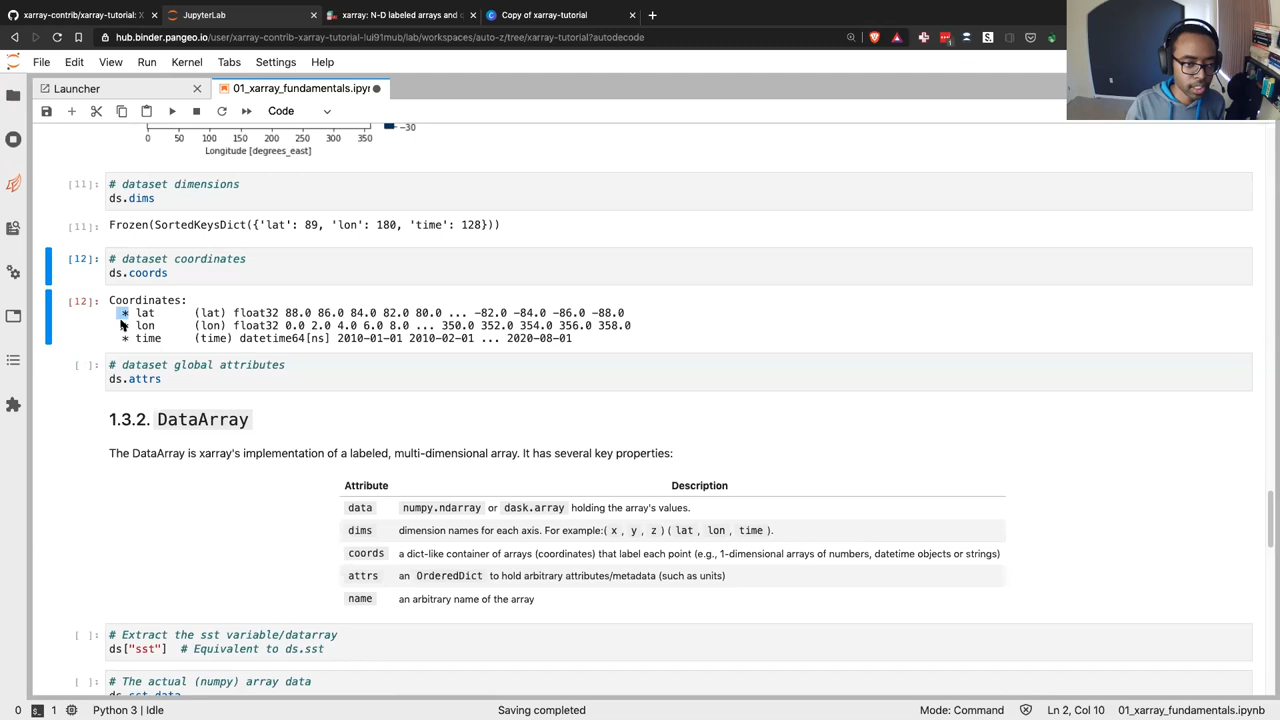 xarray-contrib/xarray-tutorial: X
JupyterLab
xarray: N-D labeled arrays and
Copy of xarray-tutorial
hub.binder.pangeo.io/user/xarray-contrib-xarray-tutorial-lui91mub/lab/workspaces/auto-z/tree/xarray-tutorial?autodecode
File Edit View Run Kernel Tabs Settings Help
Launcher
01_xarray_fundamentals.ipyn
Code
-30
0 50 100 150 200 250 300 350
Longitude [degrees_east]
[11]: # dataset dimensions
ds.dims
[11]: Frozen(SortedKeysDict({'lat': 89, 'lon': 180, 'time': 128}))
[12]: # dataset coordinates
ds.coords
[12]: Coordinates:
* lat (lat) float32 88.0 86.0 84.0 82.0 80.0 ... -82.0 -84.0 -86.0 -88.0
* lon (lon) float32 0.0 2.0 4.0 6.0 8.0 ... 350.0 352.0 354.0 356.0 358.0
* time (time) datetime64[ns] 2010-01-01 2010-02-01 ... 2020-08-01
[ ]: # dataset global attributes
ds.attrs
1.3.2. DataArray
The DataArray is xarray's implementation of a labeled, multi-dimensional array. It has several key properties:
Attribute Description
data numpy.ndarray or dask.array holding the array's values.
dims dimension names for each axis. For example:( x , y , z ) ( lat , lon , time ).
coords a dict-like container of arrays (coordinates) that label each point (e.g., 1-dimensional arrays of numbers, datetime objects or strings)
attrs an OrderedDict to hold arbitrary attributes/metadata (such as units)
name an arbitrary name of the array
[ ]: # Extract the sst variable/datarray
ds["sst"] # Equivalent to ds.sst
[ ]: # The actual (numpy) array data
ds.sst.data
0 1 Python 3 | Idle Saving completed Mode: Command Ln 2, Col 10 01_xarray_fundamentals.ipynb